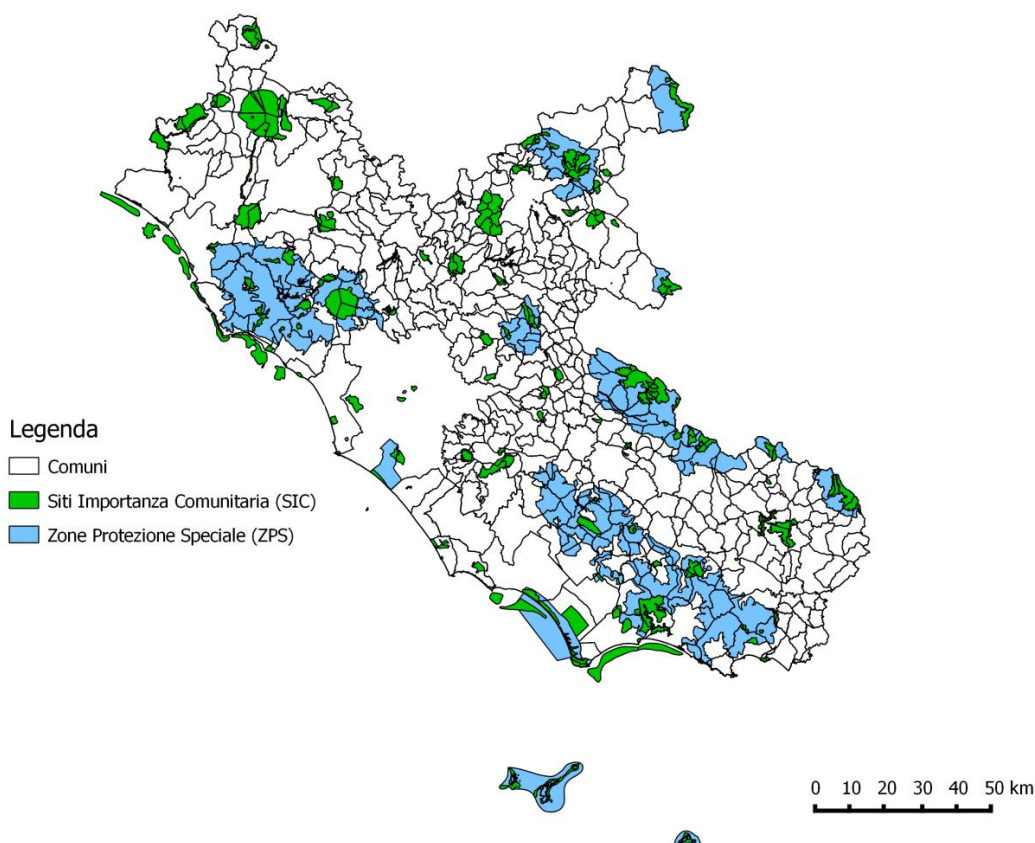 Legenda
Comuni
Siti Importanza Comunitaria (SIC)
Zone Protezione Speciale (ZPS)
0 10 20 30 40 50 km